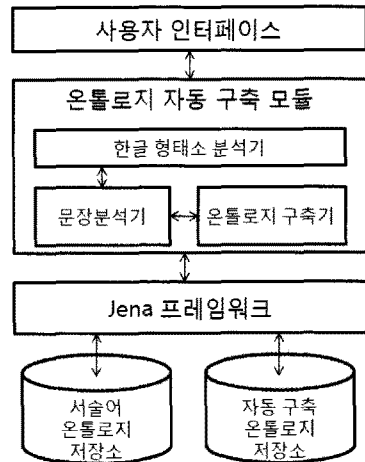 사용자 인터페이스
온톨로지 자동 구축 모듈
한글 형태소 분석기
문장분석기
온톨로지 구축기
Jena 프레임워크
서술어
온톨로지
저장소
자동 구축
온톨로지
저장소